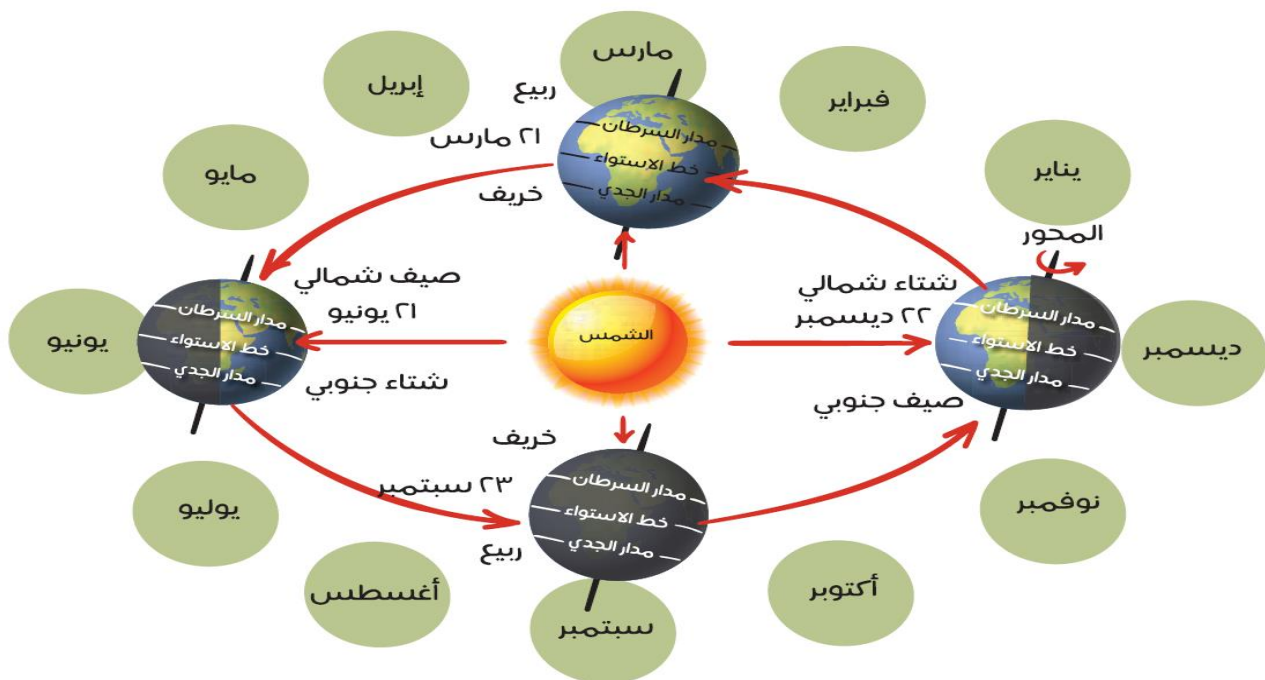 مارس
فبراير
إبريل
يناير
مايو
ربيع
٢١ مارس
خريف
مدار السرطان
خط الاستواء
مدار الجدي
المحور
صيف شمالي
٢١ يونيو
شتاء جنوبي
الشمس
شتاء شمالي
٢٢ ديسمبر
صيف جنوبي
مدار السرطان
خط الاستواء
مدار الجدي
ديسمبر
مدار السرطان
خط الاستواء
مدار الجدي
يونيو
خريف
٢٣ سبتمبر
ربيع
مدار السرطان
خط الاستواء
مدار الجدي
نوفمبر
يوليو
أكتوبر
أغسطس
سبتمبر